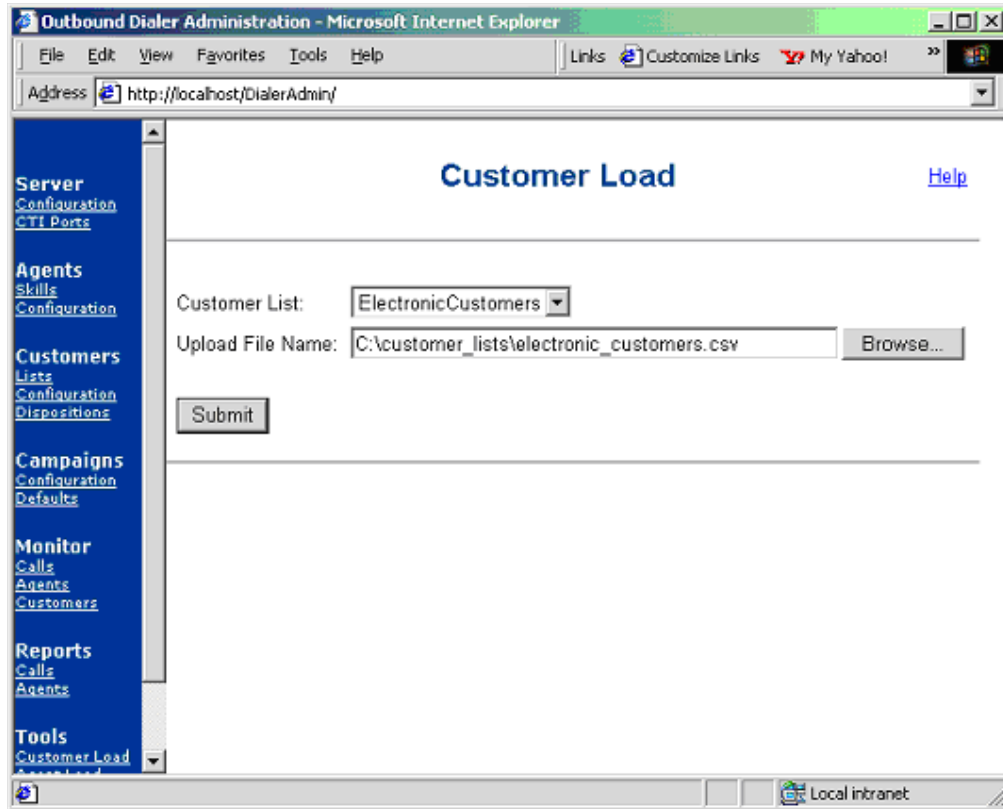 Outbound Dialer Administration - Microsoft Internet Explorer
File Edit View Favorites Tools Help Links Customize Links My Yahoo! »
Address http://localhost/DialerAdmin/
Server
Configuration
CTI Ports
Agents
Skills
Configuration
Customers
Lists
Configuration
Dispositions
Campaigns
Configuration
Defaults
Monitor
Calls
Agents
Customers
Reports
Calls
Agents
Tools
Customer Load
Customer Load
Help
Customer List: ElectronicCustomers
Upload File Name: C:\customer_lists\electronic_customers.csv Browse...
Submit
Local intranet